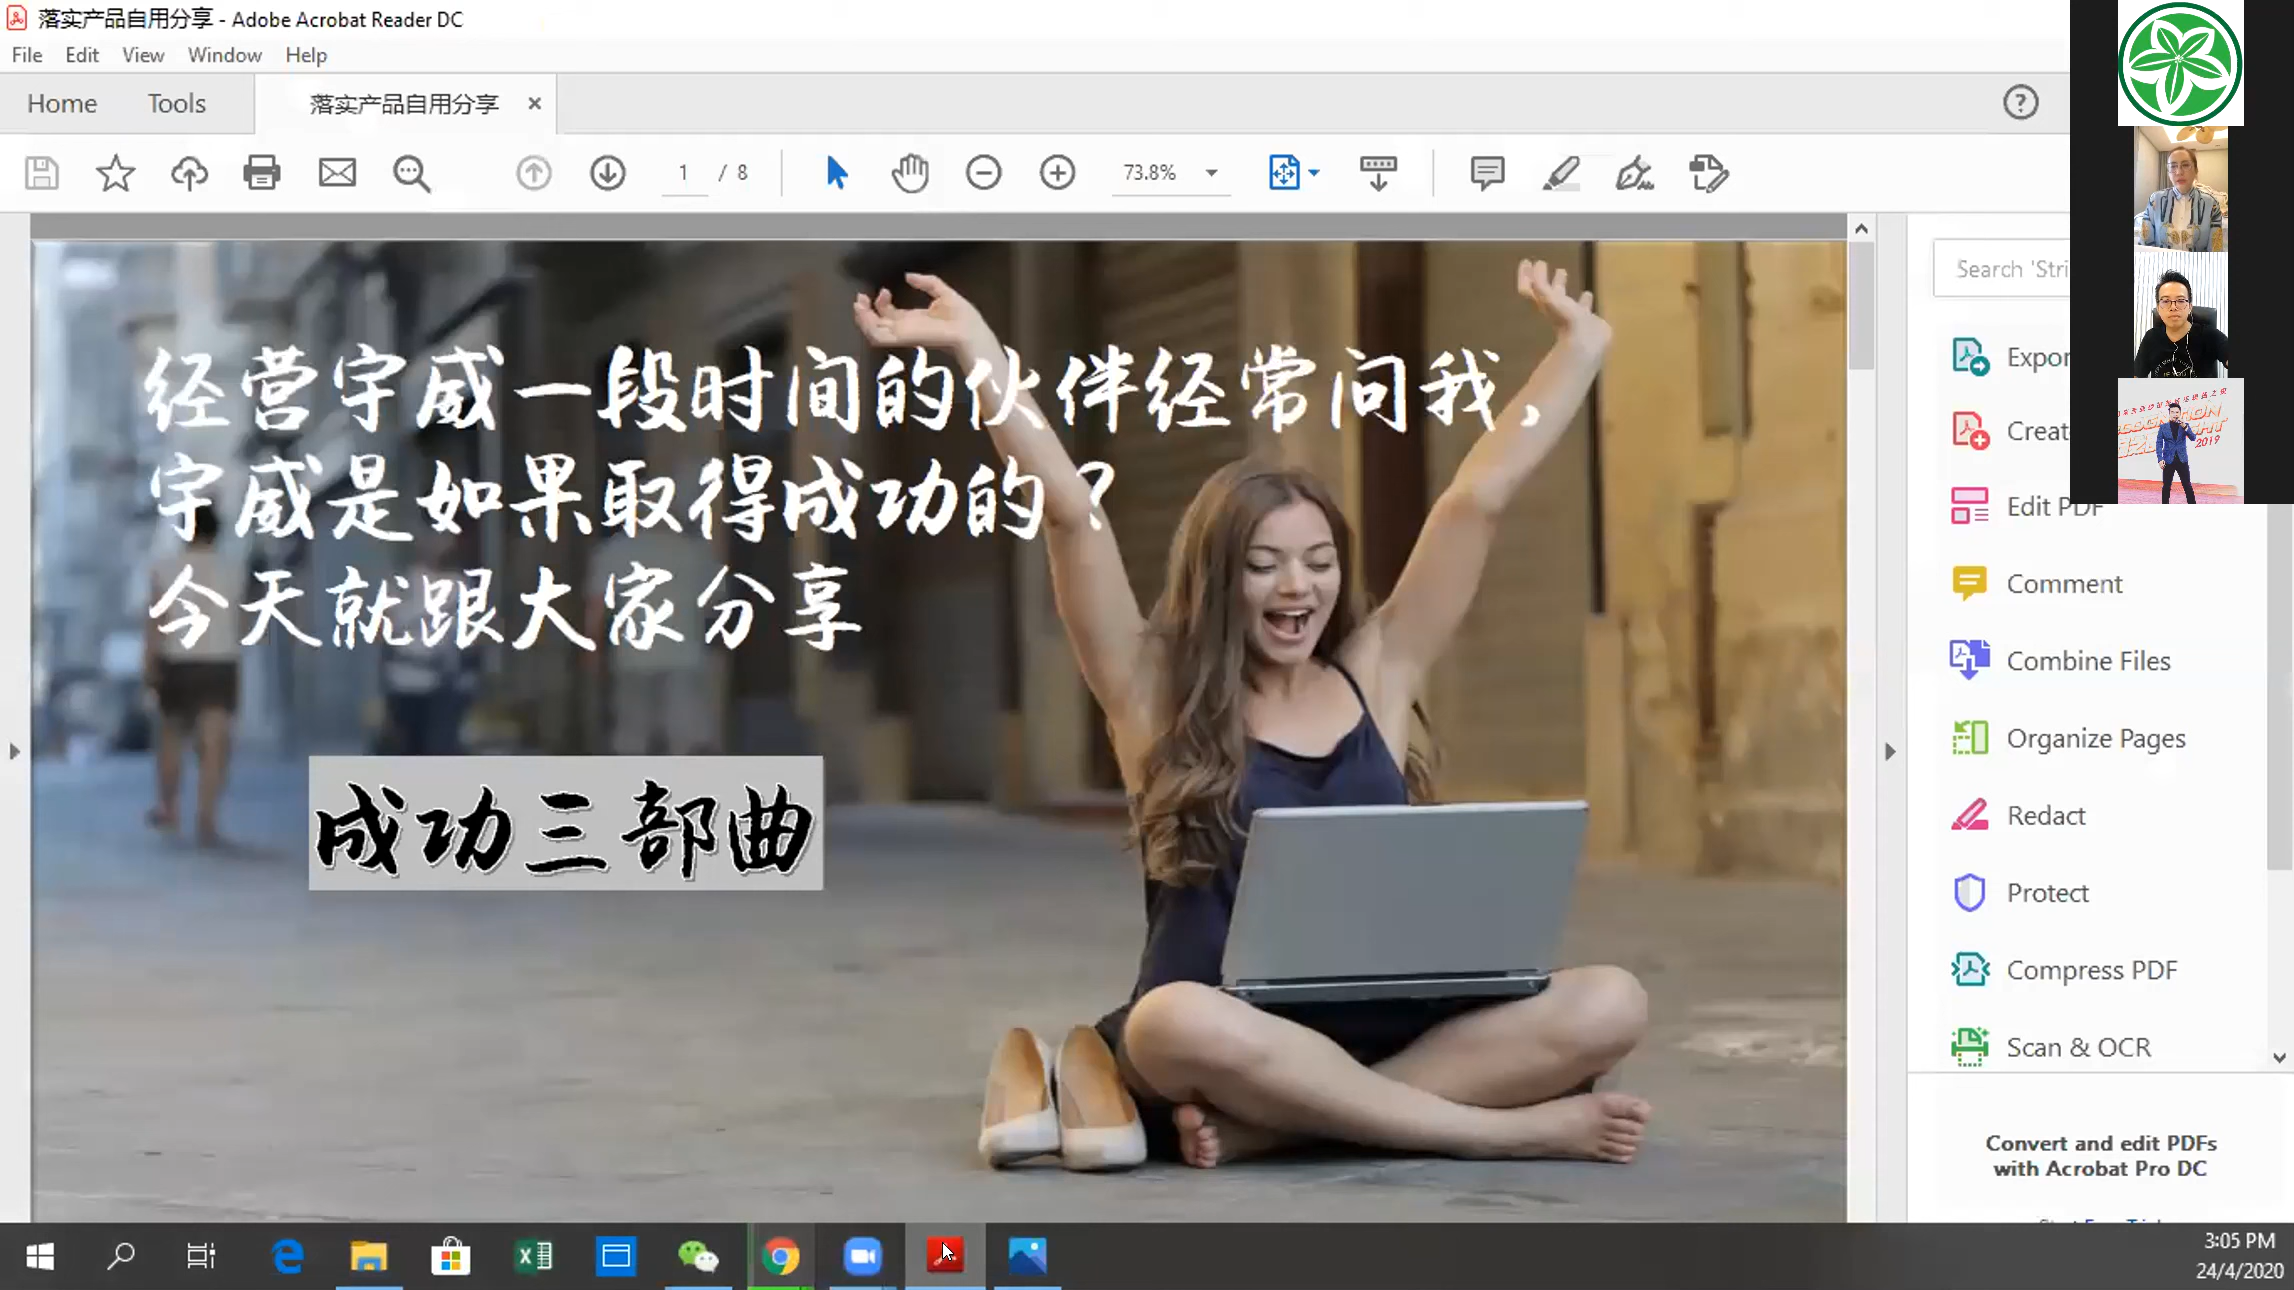 落实产品自用分享 - Adobe Acrobat Reader DC
File Edit View Window Help
Home Tools 落实产品自用分享 ×
1 / 8 73.8%
Search 'Stri
经营宇威一段时间的伙伴经常问我，
宇威是如果取得成功的？
今天就跟大家分享
成功三部曲
Expor
Creat
Edit PDF
Comment
Combine Files
Organize Pages
Redact
Protect
Compress PDF
Scan & OCR
Convert and edit PDFs
with Acrobat Pro DC
2019
3:05 PM
24/4/2020